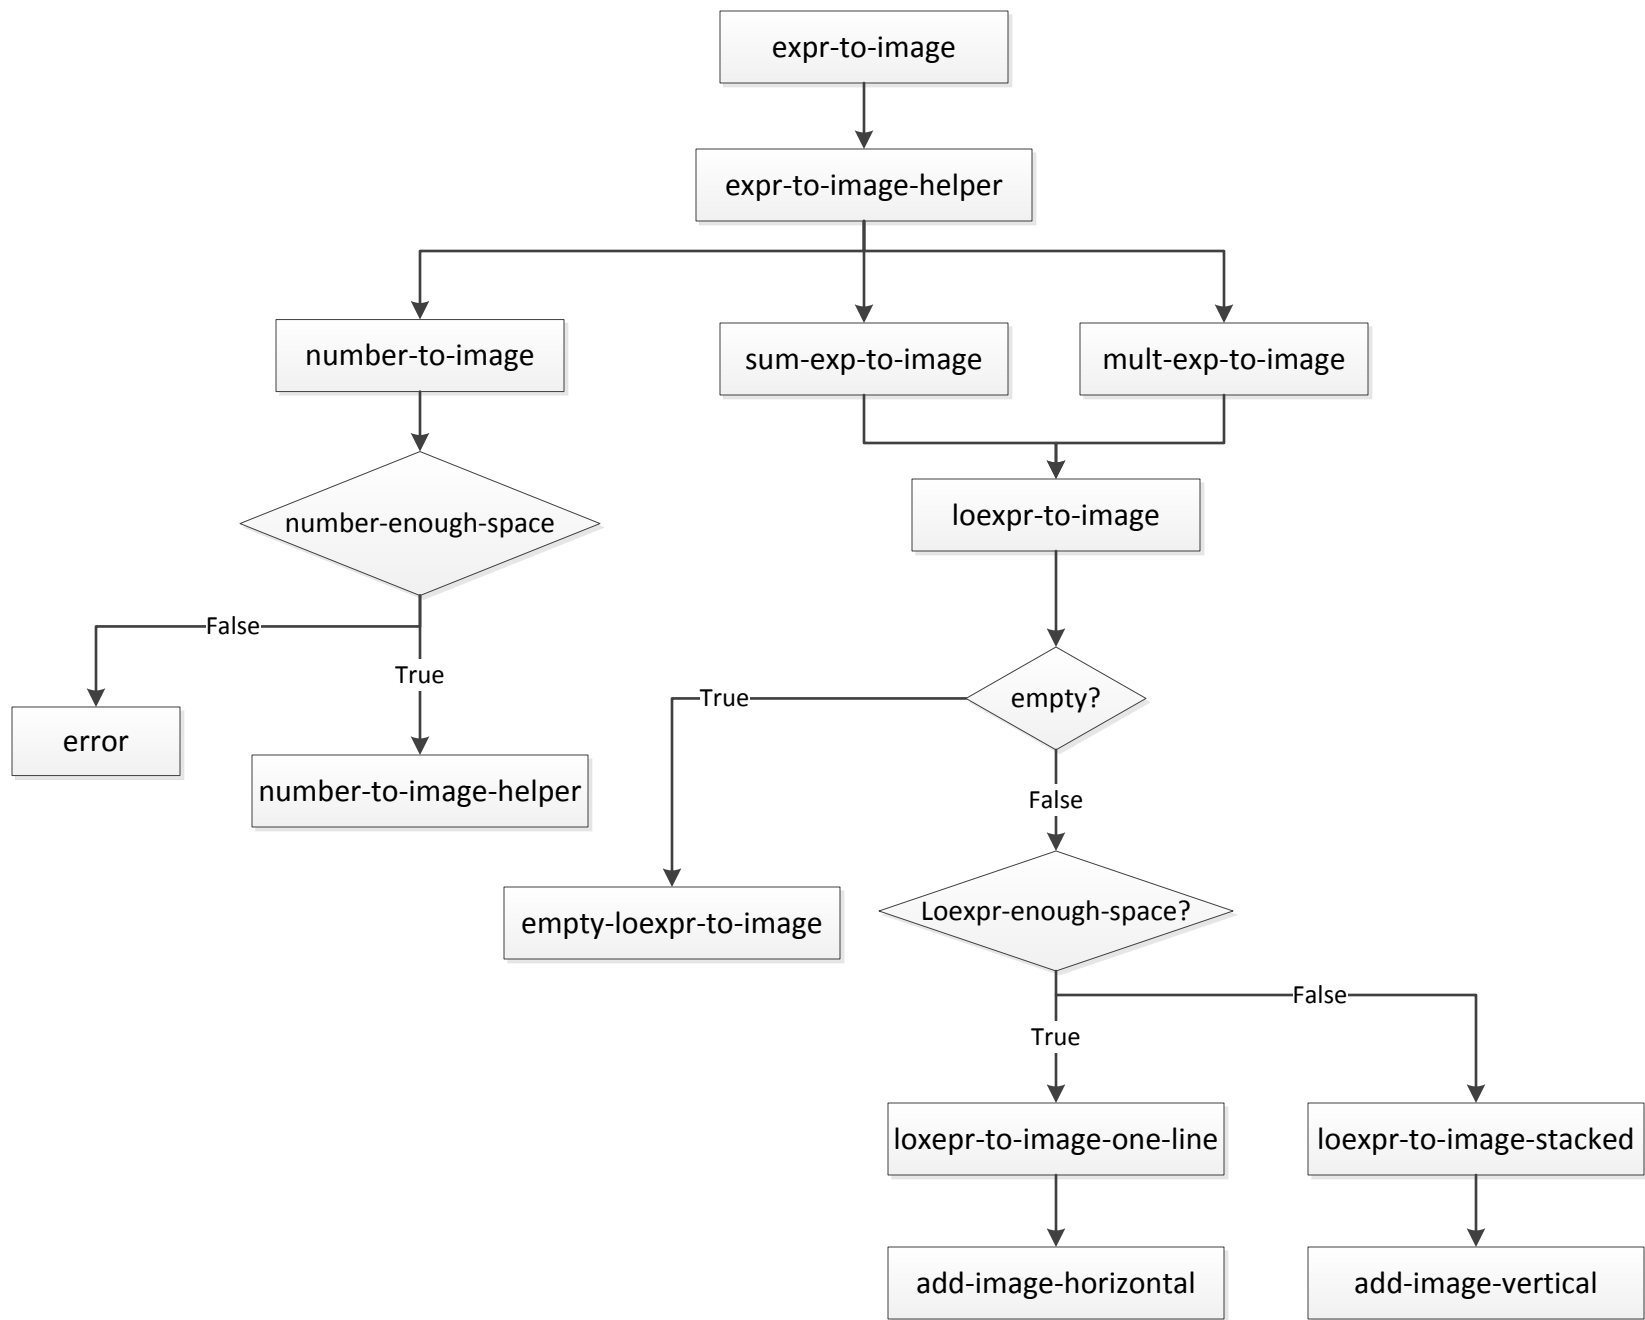 expr-to-image
expr-to-image-helper
number-to-image
sum-exp-to-image
mult-exp-to-image
number-enough-space
loexpr-to-image
False
True
empty?
True
error
number-to-image-helper
False
empty-loexpr-to-image
Loexpr-enough-space?
False
True
loxepr-to-image-one-line
loexpr-to-image-stacked
add-image-horizontal
add-image-vertical